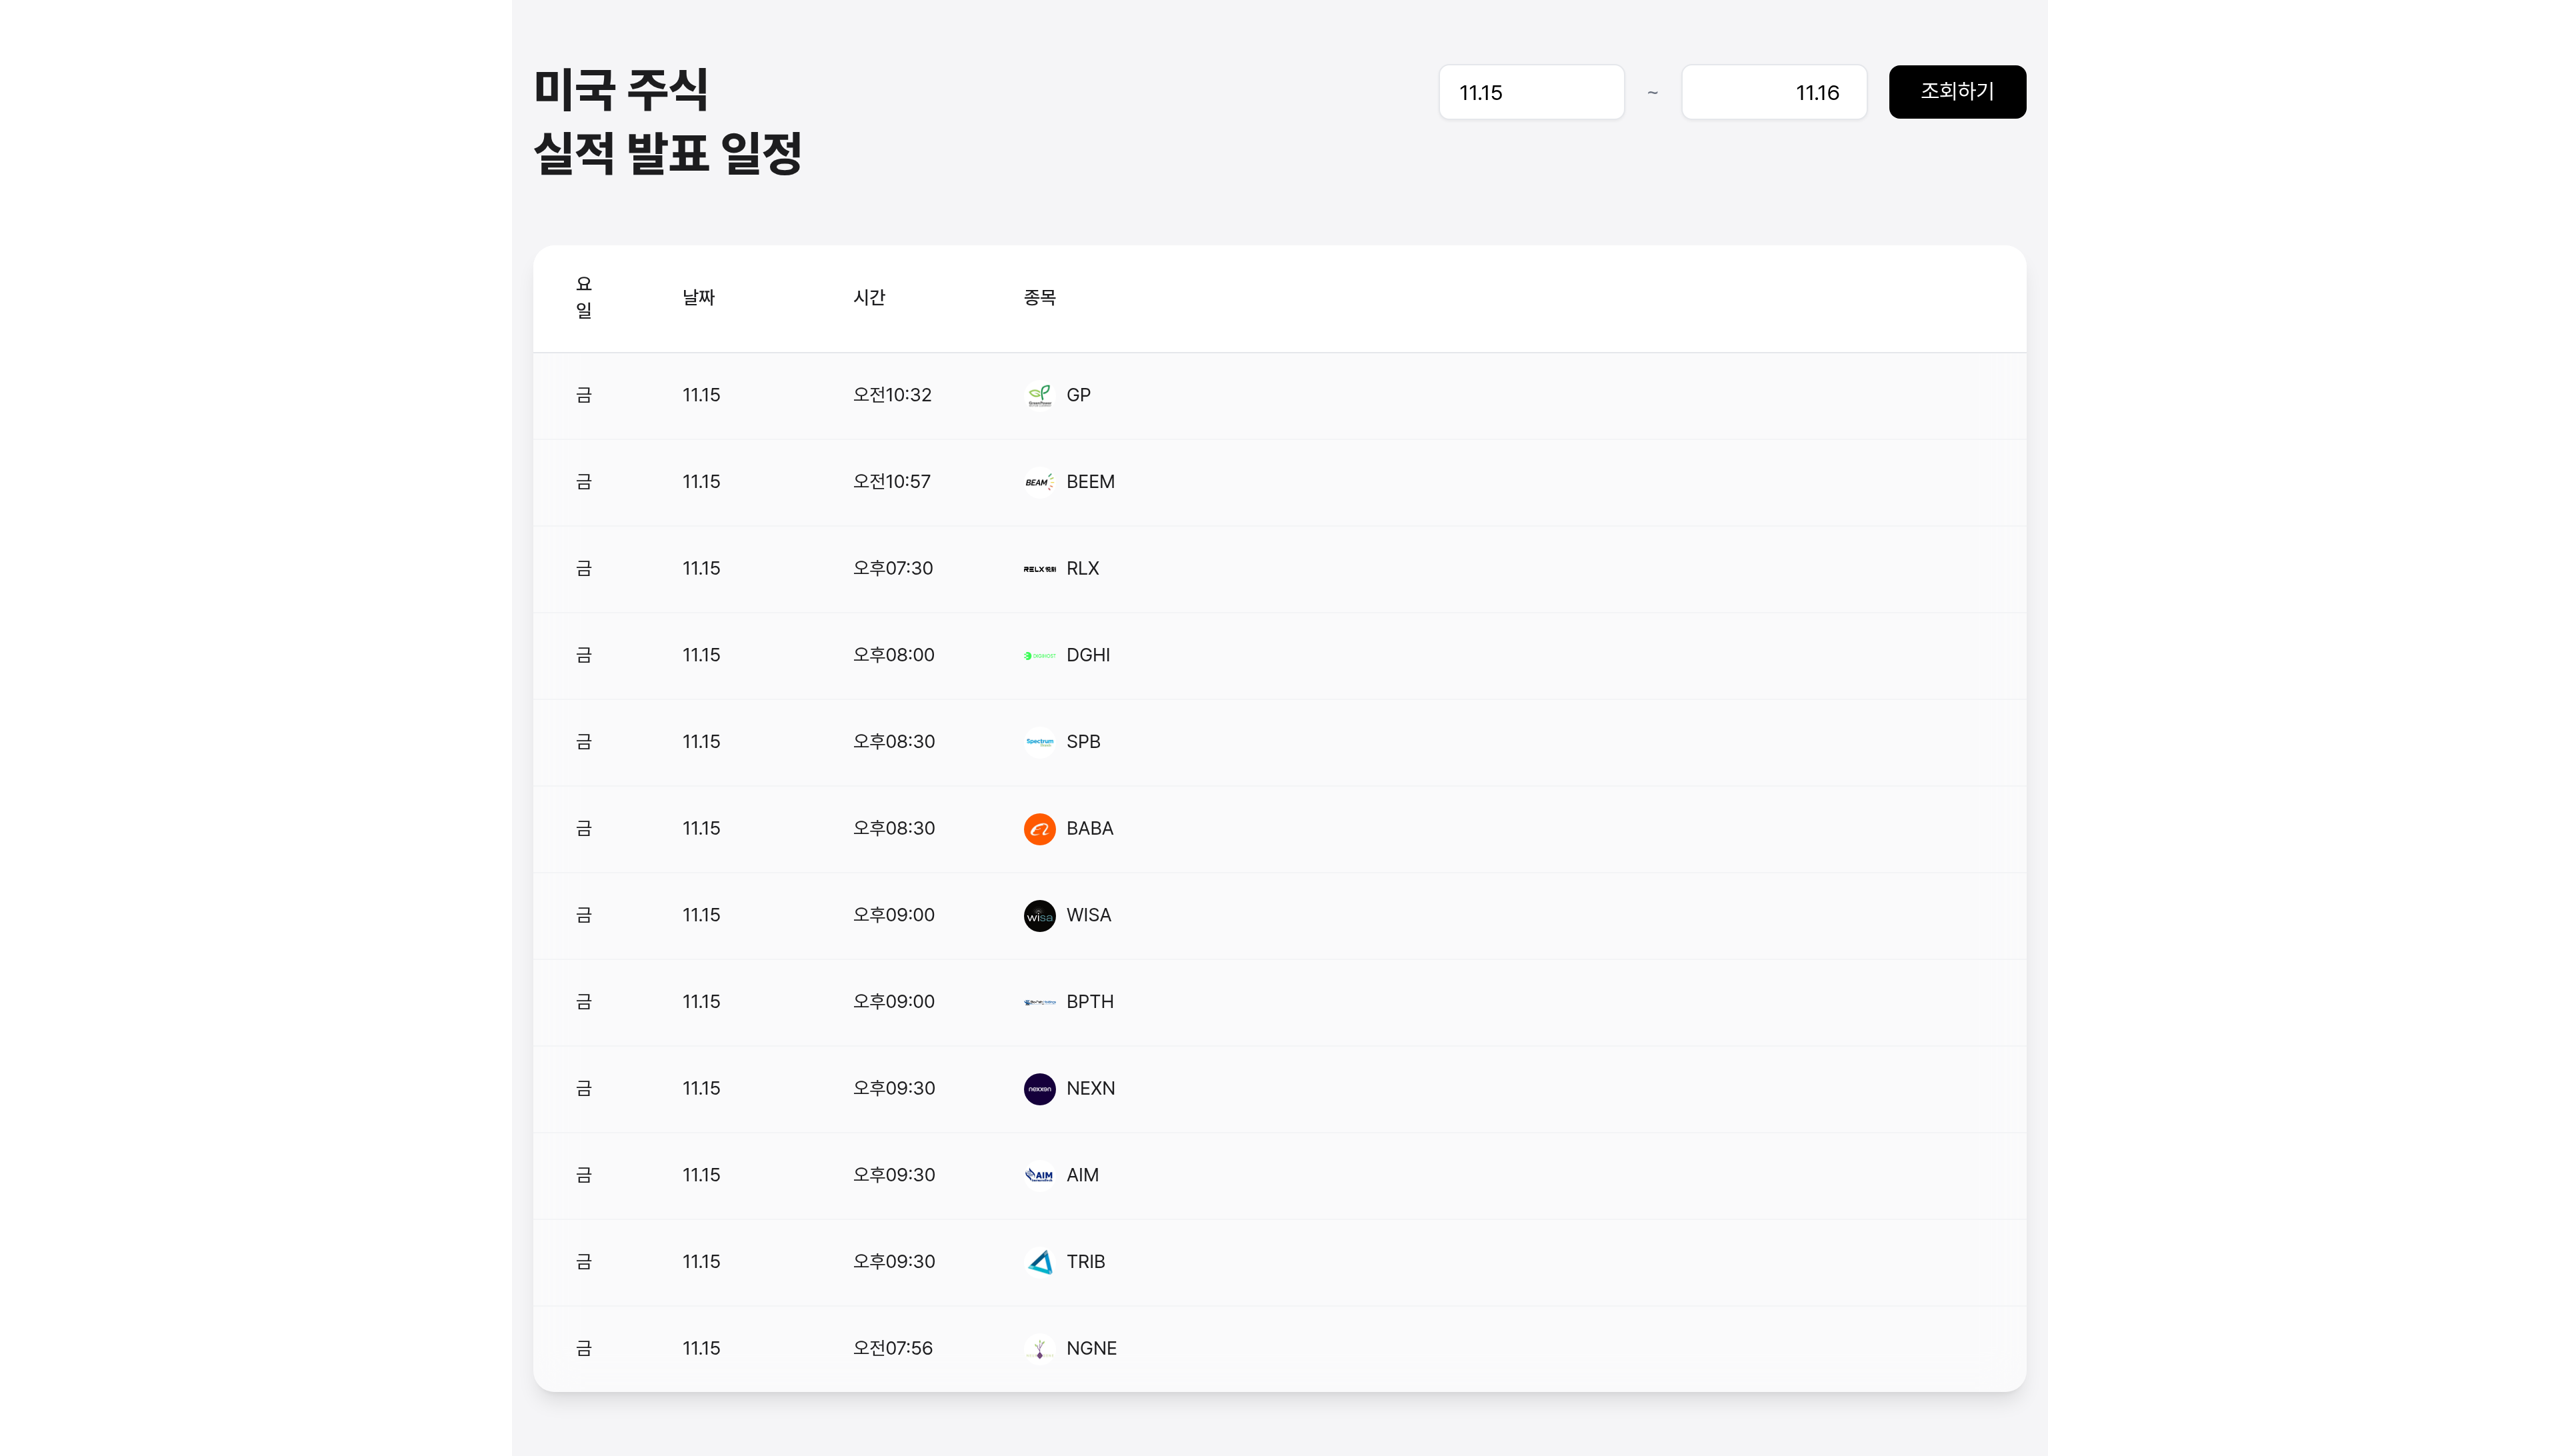 미국 주식
실적 발표 일정
11.15 ~ 11.16 조회하기
요일 날짜 시간 종목
금 11.15 오전10:32 GP
금 11.15 오전10:57 BEAM BEEM
금 11.15 오후07:30 RELX RLX
금 11.15 오후08:00 DGHI
금 11.15 오후08:30 Spectrum SPB
금 11.15 오후08:30 BABA
금 11.15 오후09:00 wisa WISA
금 11.15 오후09:00 BPTH
금 11.15 오후09:30 nexxen NEXN
금 11.15 오후09:30 AIM AIM
금 11.15 오후09:30 TRIB
금 11.15 오전07:56 NGNE